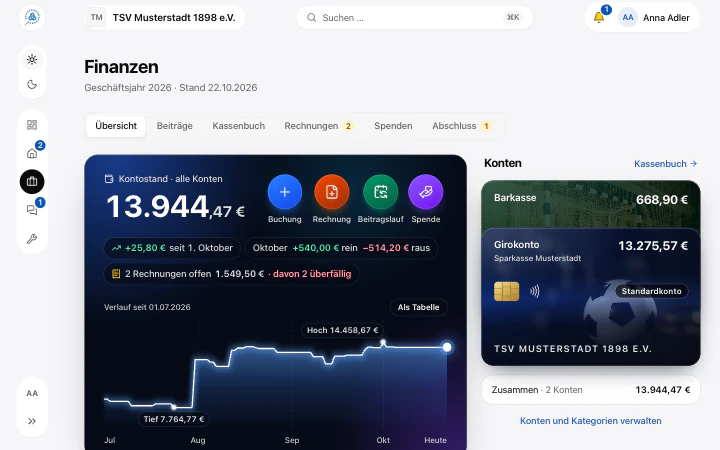 TM TSV Musterstadt 1898 e.V.
Suchen ... ⌘K
1
AA Anna Adler
Finanzen
Geschäftsjahr 2026 · Stand 22.10.2026
Übersicht Beiträge Kassenbuch Rechnungen 2 Spenden Abschluss 1
2
1
Kontostand · alle Konten
13.944,47 €
Buchung Rechnung Beitragslauf Spende
+25,80 € seit 1. Oktober
Oktober +540,00 € rein −514,20 € raus
2 Rechnungen offen 1.549,50 € · davon 2 überfällig
Verlauf seit 01.07.2026 Als Tabelle
Hoch 14.458,67 €
Tief 7.764,77 €
Jul Aug Sep Okt Heute
Konten Kassenbuch →
Barkasse 668,90 €
Girokonto 13.275,57 €
Sparkasse Musterstadt
Standardkonto
TSV MUSTERSTADT 1898 E.V.
Zusammen · 2 Konten 13.944,47 €
Konten und Kategorien verwalten
AA